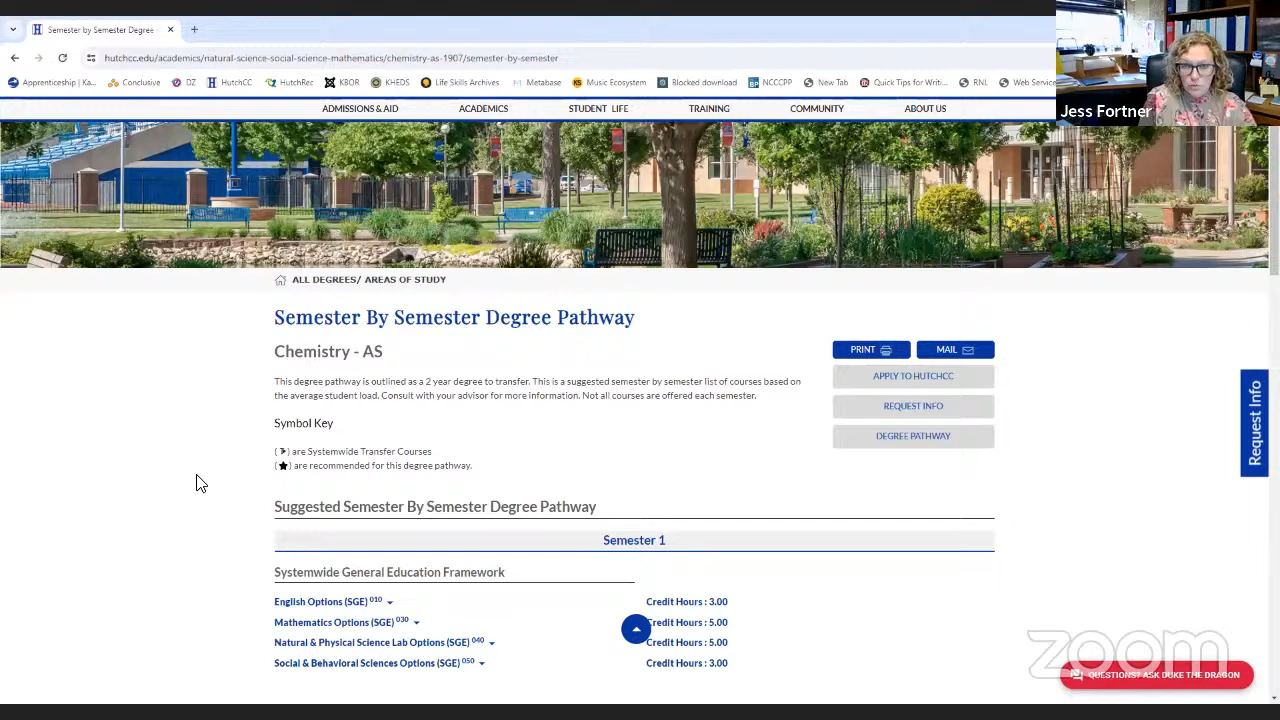 Semester by Semester Degree
hutchcc.edu/academics/natural-science-social-science-mathematics/chemistry-as-1907/semester-by-semester
Apprenticeship | Ka... Conclusive DZ HutchCC HutchRec KBOR KHEDS Life Skills Archives Metabase Music Ecosystem Blocked download NCCCPP New Tab Quick Tips for Writi... RNL Web Service
Jess Fortner
ADMISSIONS & AID ACADEMICS STUDENT LIFE TRAINING COMMUNITY ABOUT US
ALL DEGREES/ AREAS OF STUDY
Semester By Semester Degree Pathway
Chemistry - AS
PRINT MAIL
This degree pathway is outlined as a 2 year degree to transfer. This is a suggested semester by semester list of courses based on
the average student load. Consult with your advisor for more information. Not all courses are offered each semester.
APPLY TO HUTCHCC
REQUEST INFO
DEGREE PATHWAY
Request Info
Symbol Key
( ) are Systemwide Transfer Courses
(★) are recommended for this degree pathway.
Suggested Semester By Semester Degree Pathway
Semester 1
Systemwide General Education Framework
English Options (SGE) 010 Credit Hours : 3.00
Mathematics Options (SGE) 030 Credit Hours : 5.00
Natural & Physical Science Lab Options (SGE) 040 Credit Hours : 5.00
Social & Behavioral Sciences Options (SGE) 050 Credit Hours : 3.00
zoom
QUESTIONS? ASK DUKE THE DRAGON